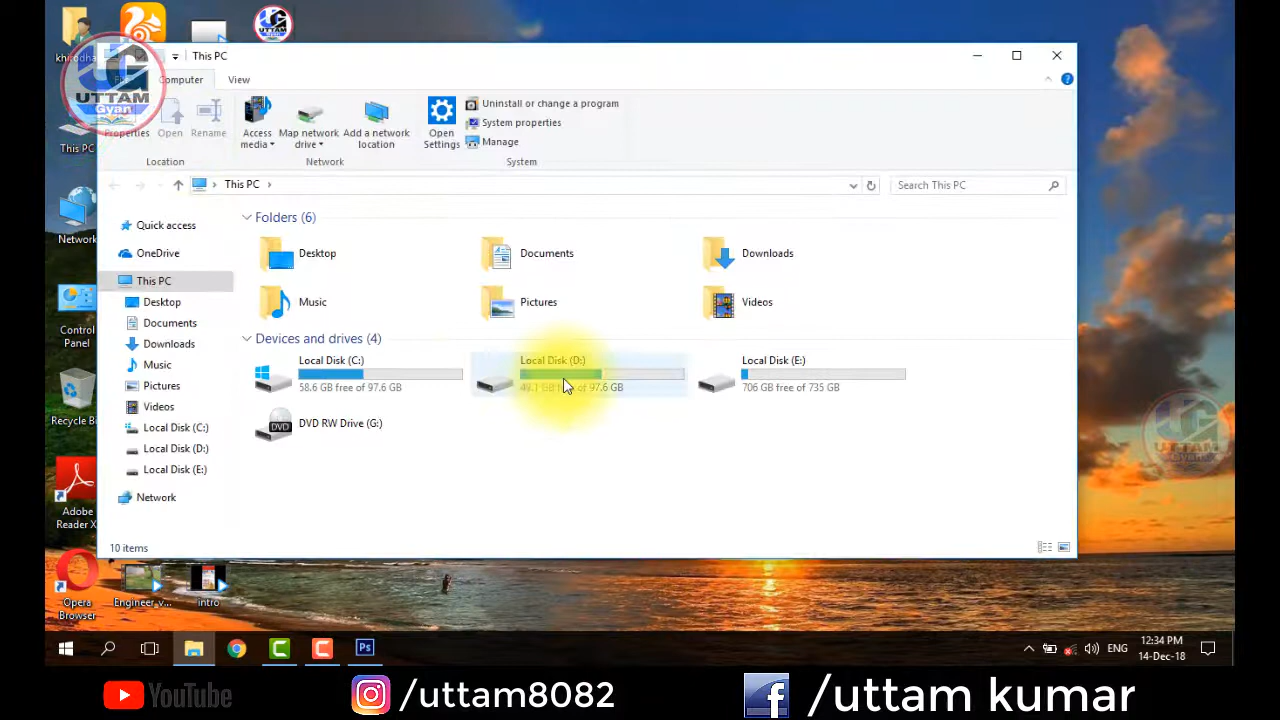 khirodha
UG
UTTAM
Gyan
This PC
Computer
View
Properties
Open
Rename
Access media
Map network drive
Add a network location
Open Settings
Uninstall or change a program
System properties
Manage
Location
Network
System
This PC
Search This PC
This PC
Network
Control Panel
Recycle Bi
Adobe Reader X
Opera Browser
Engineer_v...
intro
Quick access
OneDrive
This PC
Desktop
Documents
Downloads
Music
Pictures
Videos
Local Disk (C:)
Local Disk (D:)
Local Disk (E:)
Network
Folders (6)
Desktop
Documents
Downloads
Music
Pictures
Videos
Devices and drives (4)
Local Disk (C:)
58.6 GB free of 97.6 GB
Local Disk (D:)
49.1 GB free of 97.6 GB
Local Disk (E:)
706 GB free of 735 GB
DVD RW Drive (G:)
DVD
10 items
Ps
ENG
12:34 PM
14-Dec-18
YouTube
/uttam8082
/uttam kumar